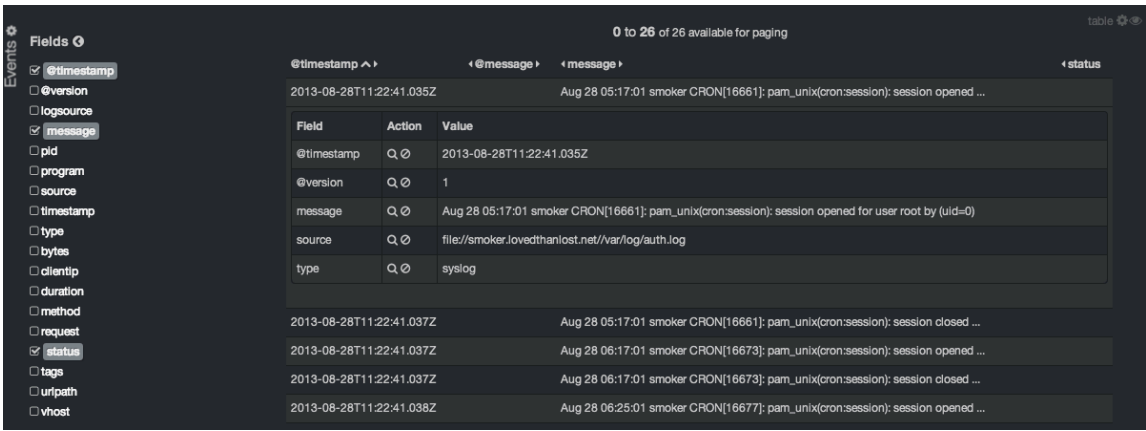 table
Events
Fields
@timestamp
@version
logsource
message
pid
program
source
timestamp
type
bytes
clientip
duration
method
request
status
tags
urlpath
vhost
0 to 26 of 26 available for paging
@timestamp @message message status
2013-08-28T11:22:41.035Z Aug 28 05:17:01 smoker CRON[16661]: pam_unix(cron:session): session opened ...
Field Action Value
@timestamp 2013-08-28T11:22:41.035Z
@version 1
message Aug 28 05:17:01 smoker CRON[16661]: pam_unix(cron:session): session opened for user root by (uid=0)
source file://smoker.lovedthanlost.net//var/log/auth.log
type syslog
2013-08-28T11:22:41.037Z Aug 28 05:17:01 smoker CRON[16661]: pam_unix(cron:session): session closed ...
2013-08-28T11:22:41.037Z Aug 28 06:17:01 smoker CRON[16673]: pam_unix(cron:session): session opened ...
2013-08-28T11:22:41.037Z Aug 28 06:17:01 smoker CRON[16673]: pam_unix(cron:session): session closed ...
2013-08-28T11:22:41.038Z Aug 28 06:25:01 smoker CRON[16677]: pam_unix(cron:session): session opened ...